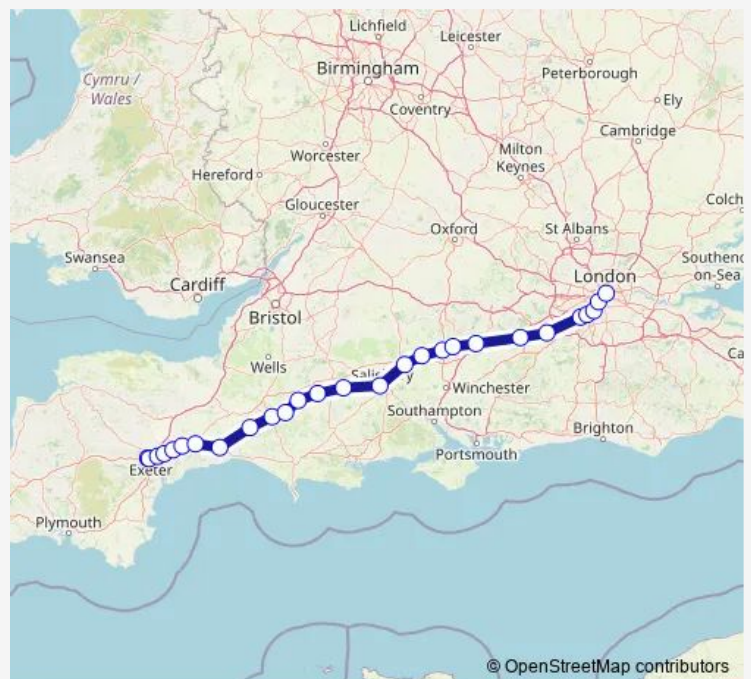 Lichfield
Leicester
Birmingham
Peterborough
Cymru /
Wales
Ely
Coventry
Cambridge
Worcester
Milton
Keynes
Hereford
Gloucester
Colch
Oxford
St Albans
Swansea
Southend
on-Sea
London
Cardiff
Bristol
Ca
Wells
Winchester
Southampton
Brighton
Portsmouth
Exeter
Plymouth
© OpenStreetMap contributors